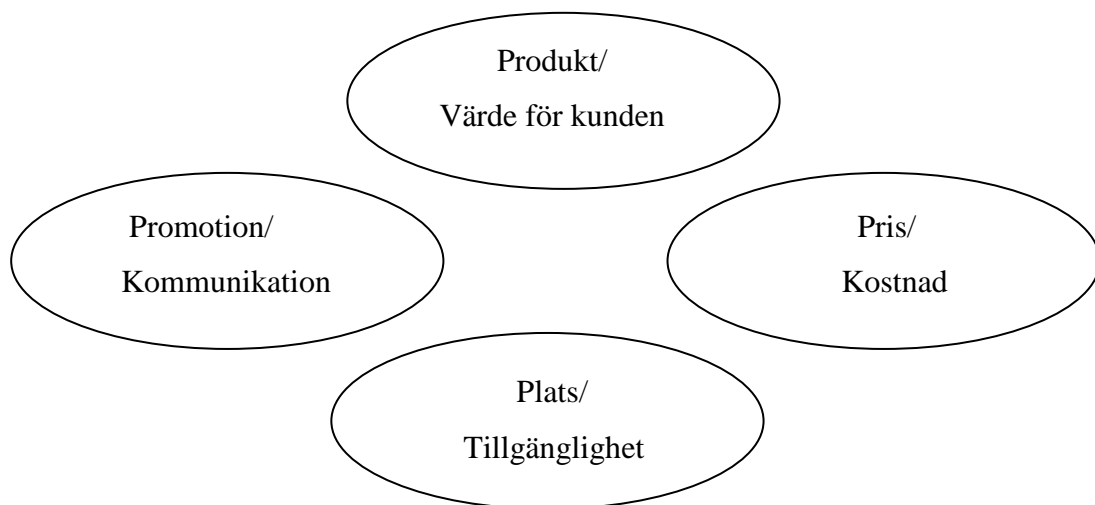 Produkt/
Värde för kunden
Promotion/
Kommunikation
Pris/
Kostnad
Plats/
Tillgänglighet